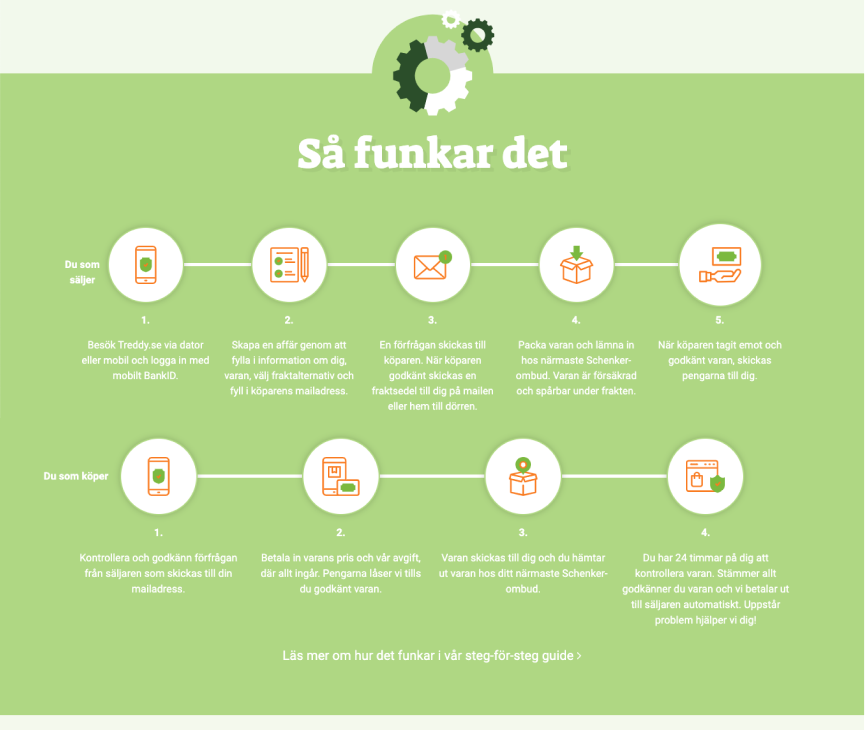 Så funkar det
Du som
säljer
1.
Besök Treddy.se via dator
eller mobil och logga in med
mobilt BankID.
2.
Skapa en affär genom att
fylla i information om dig,
varan, välj fraktalternativ och
fyll i köparens mailadress.
3.
En förfrågan skickas till
köparen. När köparen
godkänt skickas en
fraktsedel till dig på mailen
eller hem till dörren.
4.
Packa varan och lämna in
hos närmaste Schenker-
ombud. Varan är försäkrad
och spårbar under frakten.
5.
När köparen tagit emot och
godkänt varan, skickas
pengarna till dig.
Du som köper
1.
Kontrollera och godkänn förfrågan
från säljaren som skickas till din
mailadress.
2.
Betala in varans pris och vår avgift,
där allt ingår. Pengarna låser vi tills
du godkänt varan.
3.
Varan skickas till dig och du hämtar
ut varan hos ditt närmaste Schenker-
ombud.
4.
Du har 24 timmar på dig att
kontrollera varan. Stämmer allt
godkänner du varan och vi betalar ut
till säljaren automatiskt. Uppstår
problem hjälper vi dig!
Läs mer om hur det funkar i vår steg-för-steg guide >